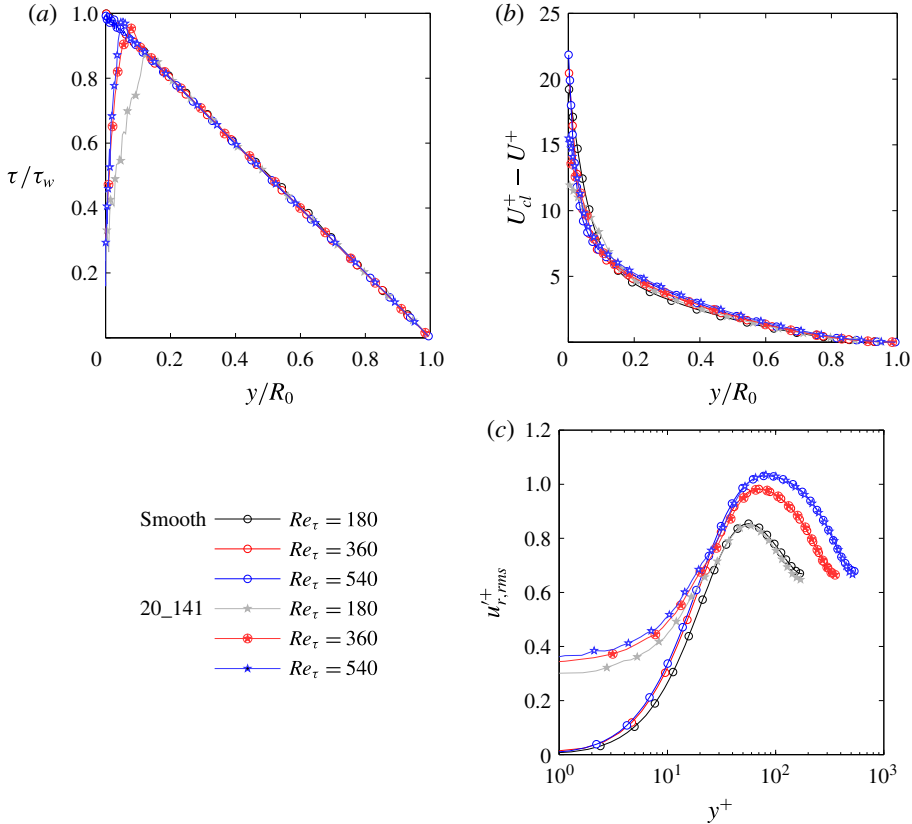 (a)
1.0
0.8
0.6
0.4
0.2
τ/τ_w
0 0.2 0.4 0.6 0.8 1.0
y/R_0
(b)
25
20
15
10
5
U_cl^+ − U^+
0 0.2 0.4 0.6 0.8 1.0
y/R_0
Smooth Re_τ = 180
Re_τ = 360
Re_τ = 540
20_141 Re_τ = 180
Re_τ = 360
Re_τ = 540
(c)
1.2
1.0
0.8
0.6
0.4
0.2
0
u'^+_{r,rms}
10^0 10^1 10^2 10^3
y^+